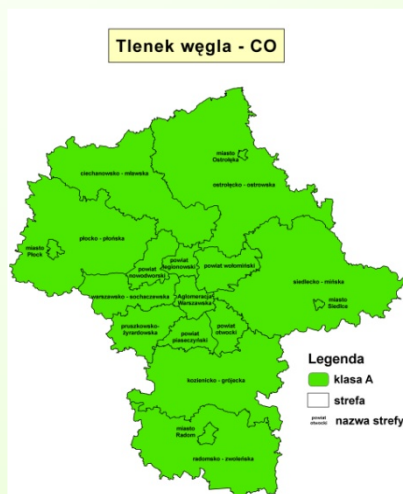 Tlenek węgla - CO
miasto
Ostrołęka
ciechanowsko - mławska
ostrołęcko - ostrowska
płocko - płońska
miasto
Płock
powiat
legionowski
powiat
nowodworski
powiat wołomiński
siedlecko - mińska
warszawsko - sochaczewska
Aglomeracja
Warszawska
miasto
Siedlce
pruszkowsko-
żyrardowska
powiat
piaseczyński
powiat
otwocki
Legenda
klasa A
strefa
powiat
otwocki
nazwa strefy
kozienicko - grójecka
miasto
Radom
radomsko - zwoleńska